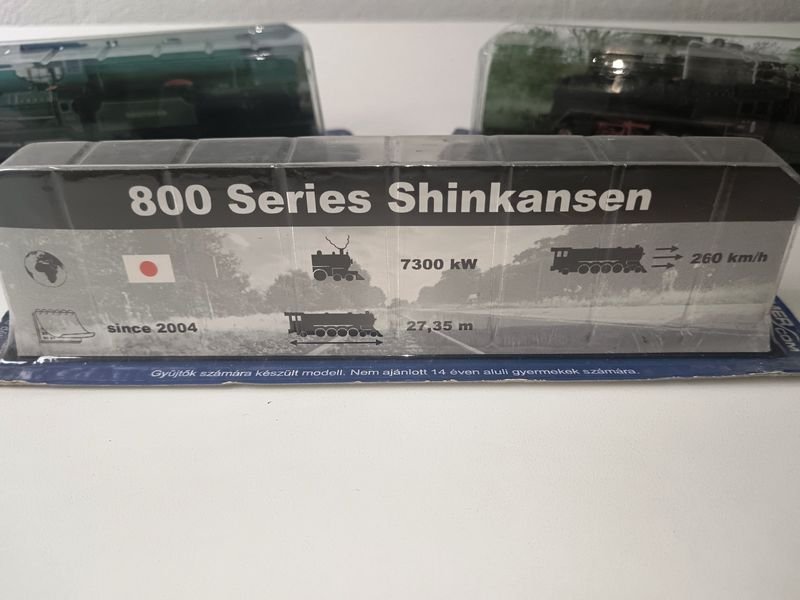 800 Series Shinkansen
7300 kW
260 km/h
since 2004
27,35 m
Gyűjtők számára készült modell. Nem ajánlott 14 éven aluli gyermekek számára.